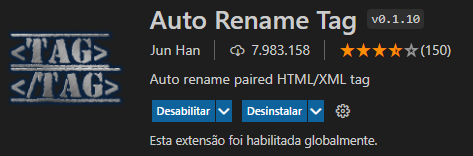 <TAG>
</TAG>
Auto Rename Tag v0.1.10
Jun Han 7.983.158 (150)
Auto rename paired HTML/XML tag
Desabilitar Desinstalar
Esta extensão foi habilitada globalmente.